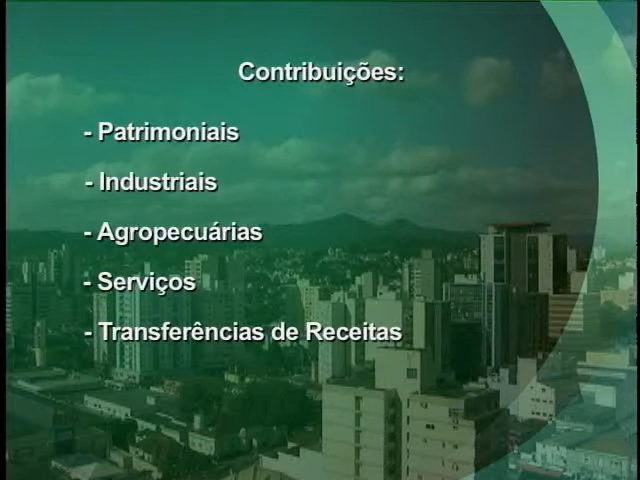 Contribuições:
- Patrimoniais
- Industriais
- Agropecuárias
- Serviços
- Transferências de Receitas